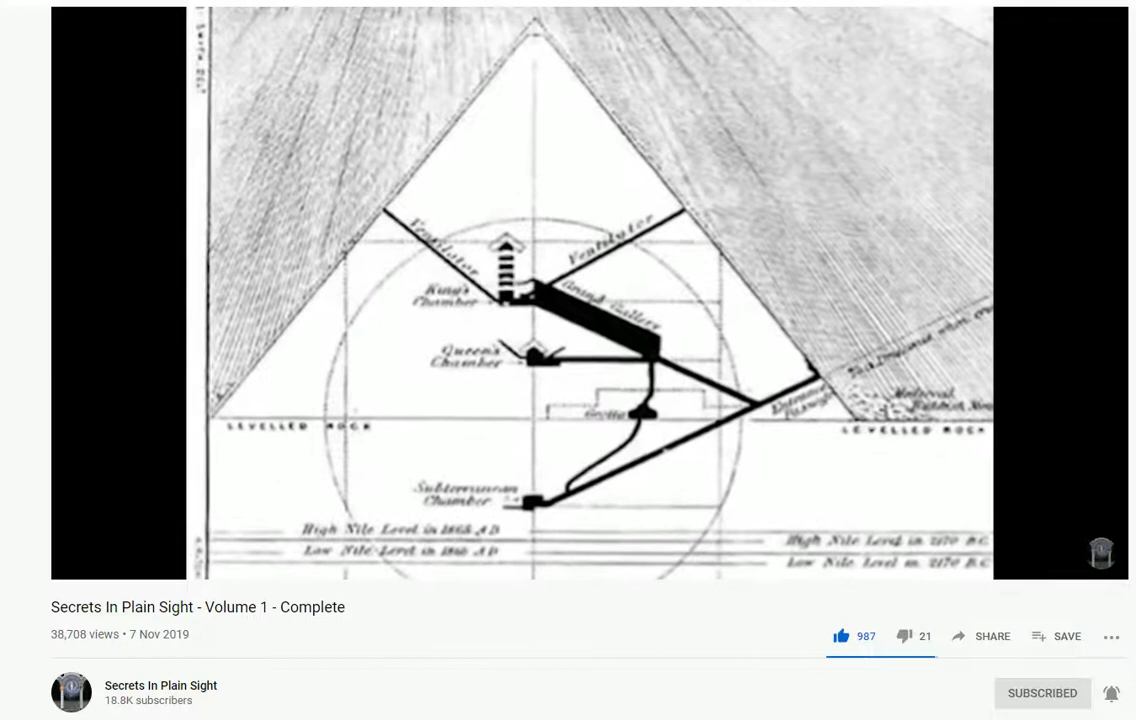 Ventilator
Ventilator
King's
Chamber
Grand Gallery
Queen's
Chamber
Entrance
Passage
Grotto
LEVELLED ROCK
LEVELLED ROCK
Subterranean
Chamber
High Nile Level in 1865 A D
Low Nile Level in 1865 A D
High Nile Level in 2170 B.C
Low Nile Level in 2170 B.C
Secrets In Plain Sight - Volume 1 - Complete
38,708 views • 7 Nov 2019
987
21
SHARE
SAVE
Secrets In Plain Sight
18.8K subscribers
SUBSCRIBED